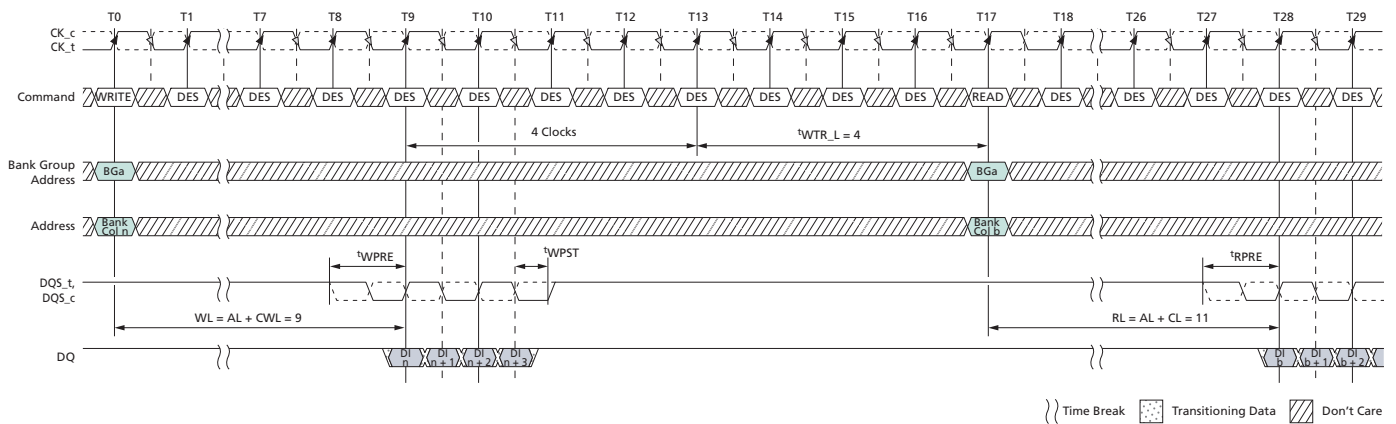 T0 T1 T7 T8 T9 T10 T11 T12 T13 T14 T15 T16 T17 T18 T26 T27 T28 T29
CK_c
CK_t
Command WRITE DES DES DES DES DES DES DES DES DES DES DES READ DES DES DES DES DES
4 Clocks tWTR_L = 4
Bank Group
Address
BGa BGa
Address
Bank
Col n
Bank
Col b
tWPRE tWPST tRPRE
DQS_t,
DQS_c
WL = AL + CWL = 9 RL = AL + CL = 11
DQ
DI
n
DI
n + 1
DI
n + 2
DI
n + 3
DI
b
DI
b + 1
DI
b + 2
Time Break Transitioning Data Don't Care